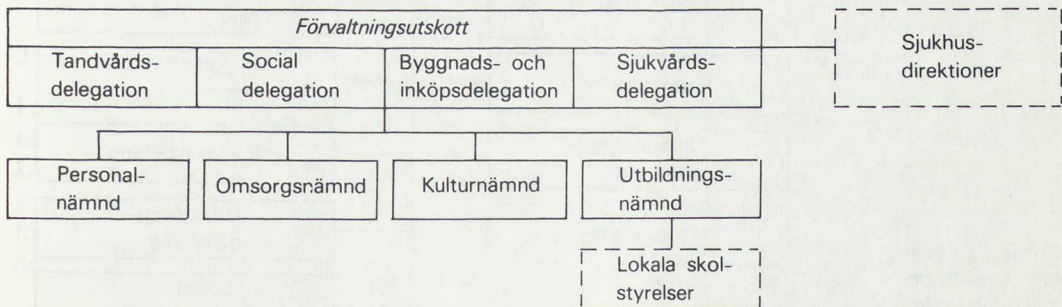 Förvaltningsutskott
Tandvårds-
delegation
Social
delegation
Byggnads- och
inköpsdelegation
Sjukvårds-
delegation
Sjukhus-
direktioner
Personal-
nämnd
Omsorgsnämnd
Kulturnämnd
Utbildnings-
nämnd
Lokala skol-
styrelser